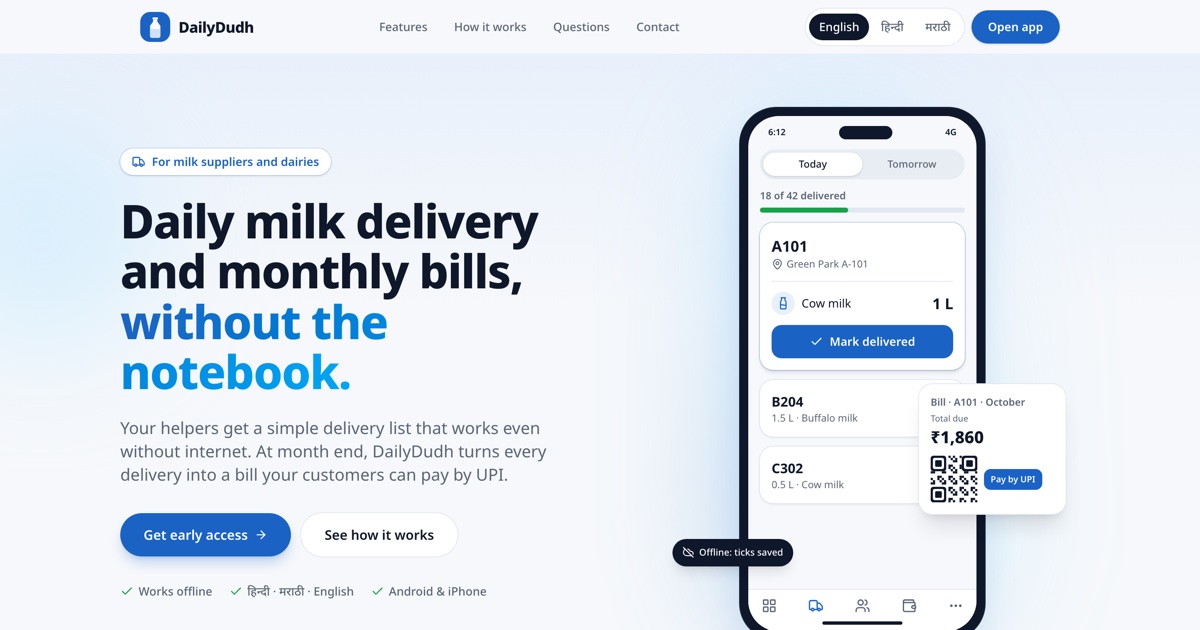 DailyDudh
Features
How it works
Questions
Contact
English
हिन्दी
मराठी
Open app
For milk suppliers and dairies
Daily milk delivery
and monthly bills,
without the
notebook.
Your helpers get a simple delivery list that works even
without internet. At month end, DailyDudh turns every
delivery into a bill your customers can pay by UPI.
Get early access
See how it works
Works offline
हिन्दी · मराठी · English
Android & iPhone
6:12
4G
Today
Tomorrow
18 of 42 delivered
A101
Green Park A-101
Cow milk
1 L
Mark delivered
B204
1.5 L · Buffalo milk
C302
0.5 L · Cow milk
Bill · A101 · October
Total due
₹1,860
Pay by UPI
Offline: ticks saved